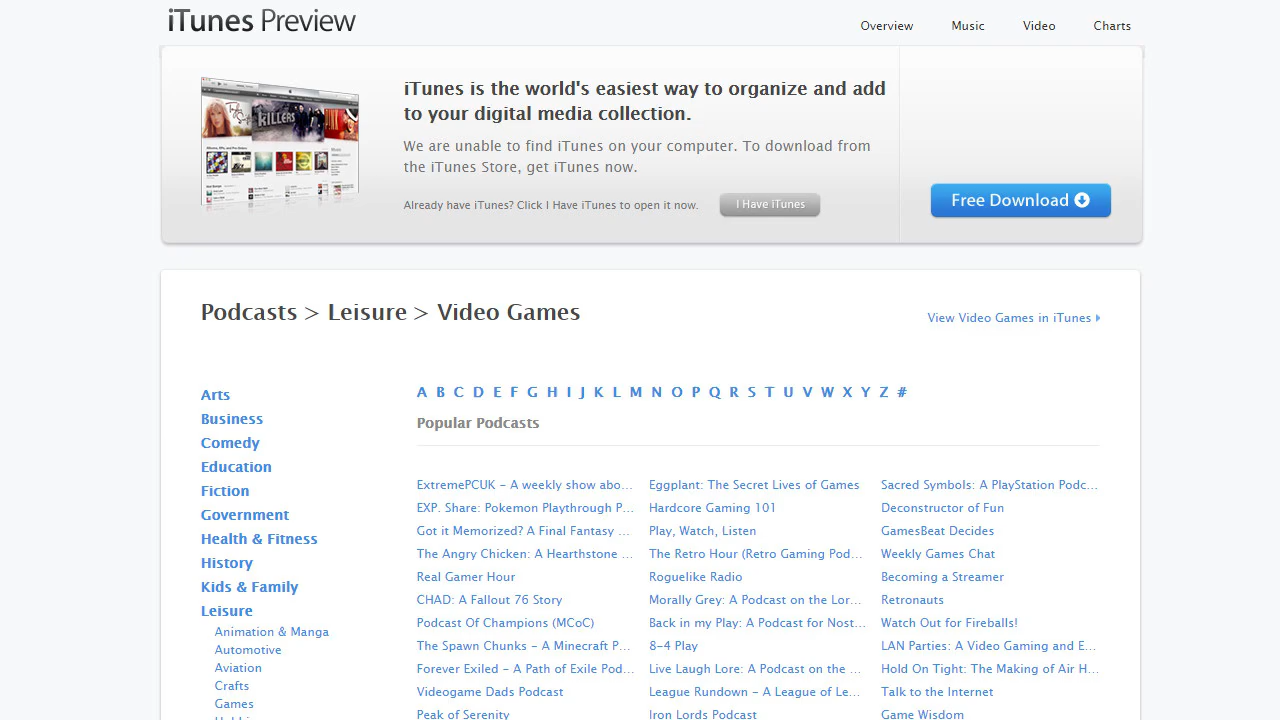 iTunes Preview
Overview Music Video Charts
iTunes is the world's easiest way to organize and add
to your digital media collection.
We are unable to find iTunes on your computer. To download from
the iTunes Store, get iTunes now.
Already have iTunes? Click I Have iTunes to open it now.
I Have iTunes
Free Download
KILLERS
Podcasts > Leisure > Video Games
View Video Games in iTunes
Arts
Business
Comedy
Education
Fiction
Government
Health & Fitness
History
Kids & Family
Leisure
Animation & Manga
Automotive
Aviation
Crafts
Games
A B C D E F G H I J K L M N O P Q R S T U V W X Y Z #
Popular Podcasts
ExtremePCUK - A weekly show abo...
EXP. Share: Pokemon Playthrough P...
Got it Memorized? A Final Fantasy ...
The Angry Chicken: A Hearthstone ...
Real Gamer Hour
CHAD: A Fallout 76 Story
Podcast Of Champions (MCoC)
The Spawn Chunks - A Minecraft P...
Forever Exiled - A Path of Exile Pod...
Videogame Dads Podcast
Peak of Serenity
Eggplant: The Secret Lives of Games
Hardcore Gaming 101
Play, Watch, Listen
The Retro Hour (Retro Gaming Pod...
Roguelike Radio
Morally Grey: A Podcast on the Lor...
Back in my Play: A Podcast for Nost...
8-4 Play
Live Laugh Lore: A Podcast on the ...
League Rundown - A League of Le...
Iron Lords Podcast
Sacred Symbols: A PlayStation Podc...
Deconstructor of Fun
GamesBeat Decides
Weekly Games Chat
Becoming a Streamer
Retronauts
Watch Out for Fireballs!
LAN Parties: A Video Gaming and E...
Hold On Tight: The Making of Air H...
Talk to the Internet
Game Wisdom